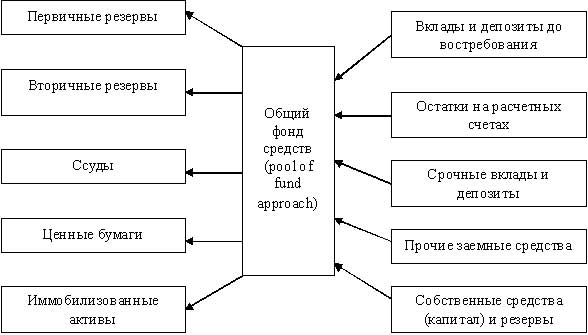 Первичные резервы
Вторичные резервы
Ссуды
Ценные бумаги
Иммобилизованные
активы
Общий
фонд
средств
(pool of
fund
approach)
Вклады и депозиты до
востребования
Остатки на расчетных
счетах
Срочные вклады и
депозиты
Прочие заемные средства
Собственные средства
(капитал) и резервы